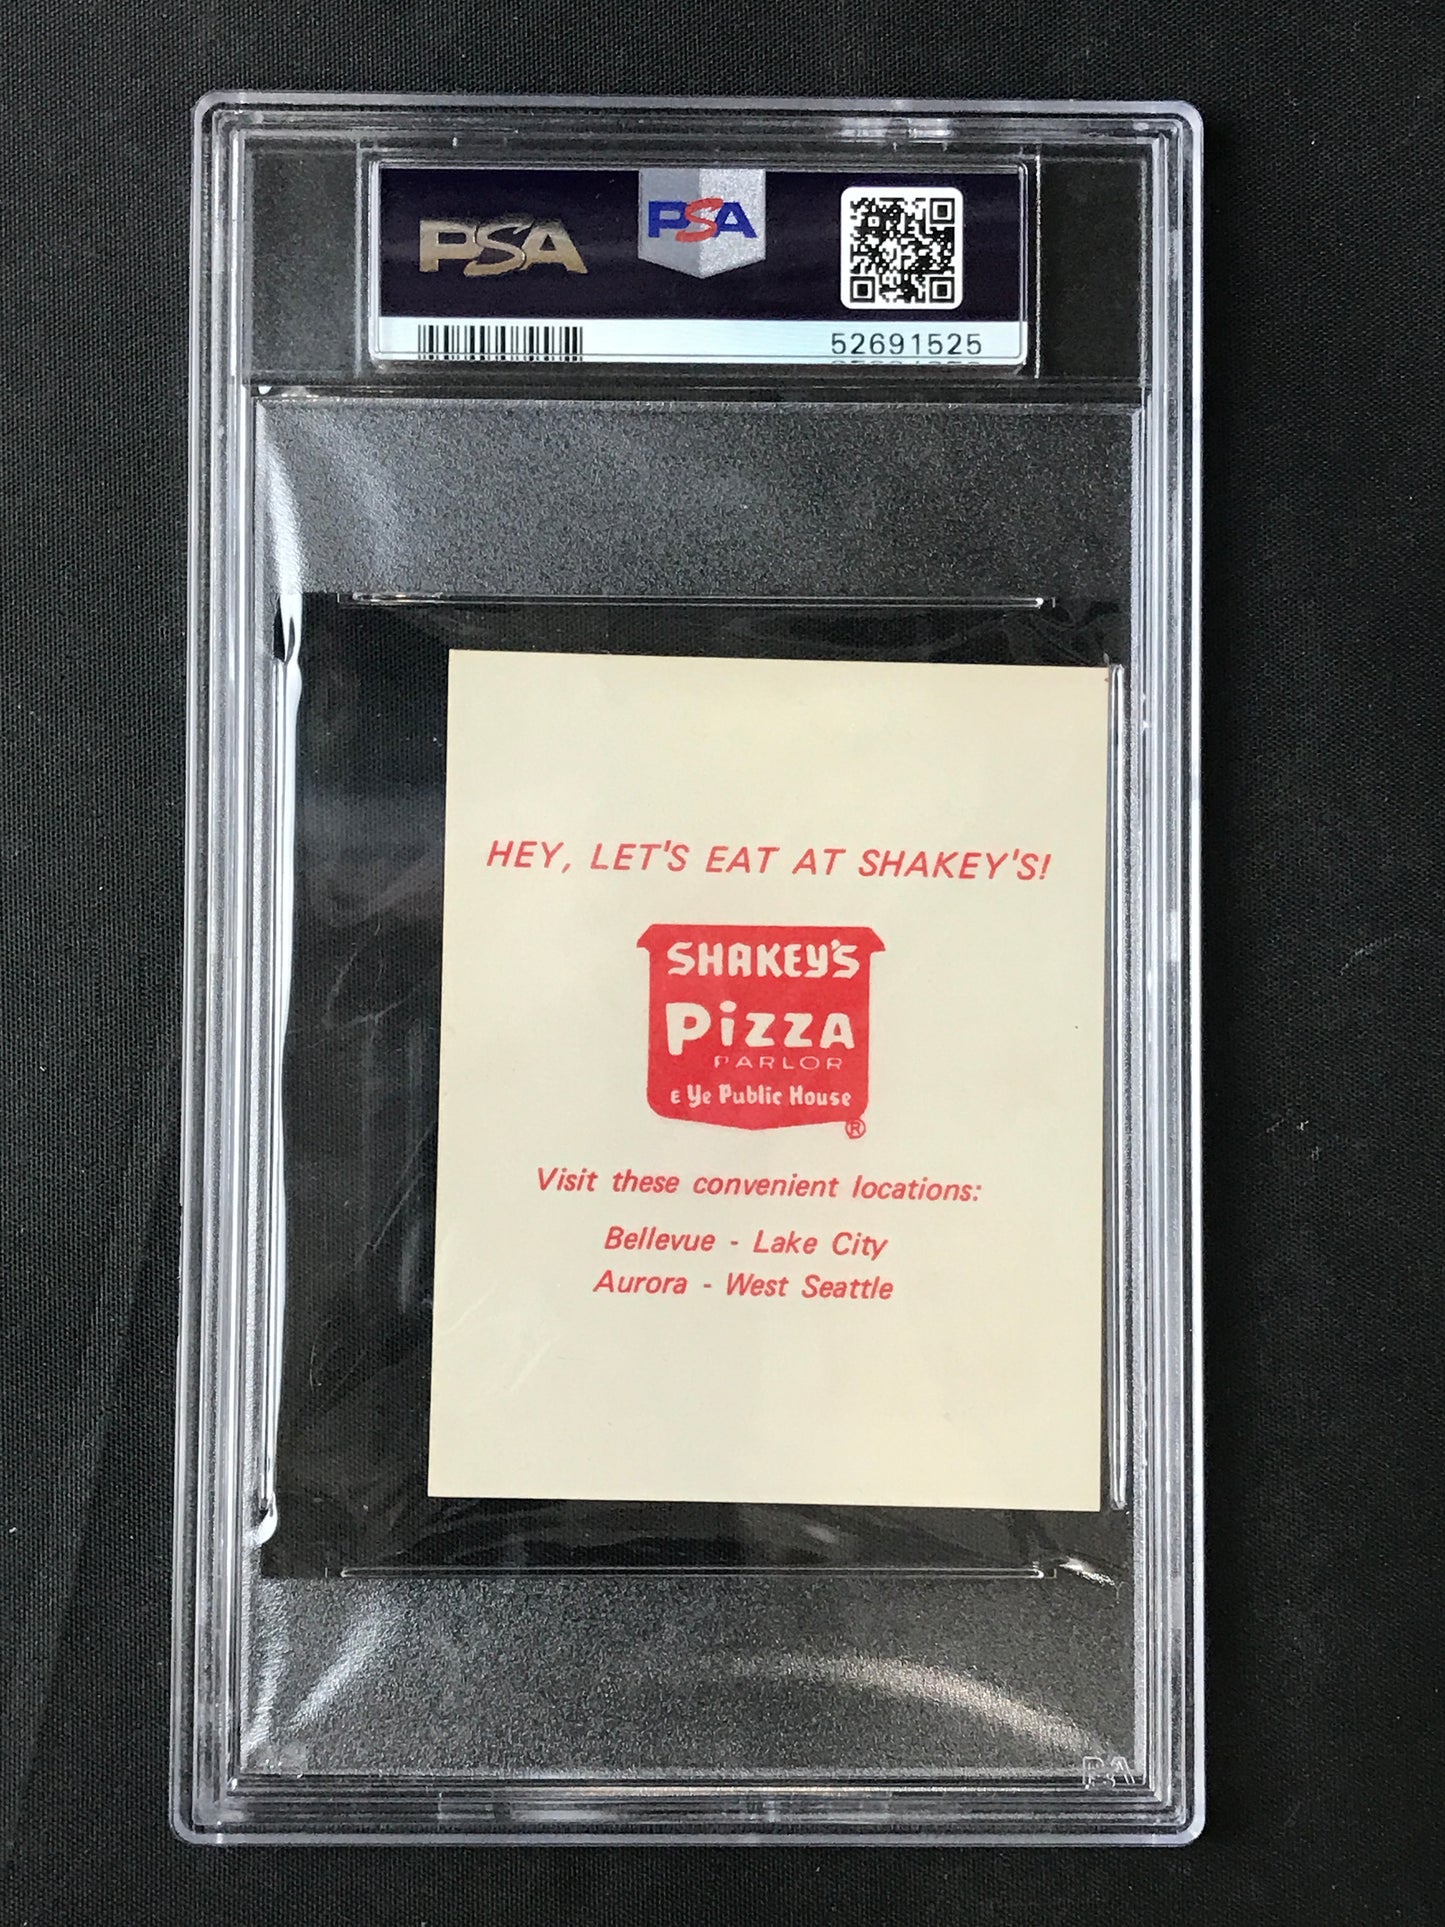 PSA
PSA
52691525
HEY, LET'S EAT AT SHAKEY'S!
SHAKEY'S
PiZZA
PARLOR
& Ye Public House
®
Visit these convenient locations:
Bellevue - Lake City
Aurora - West Seattle